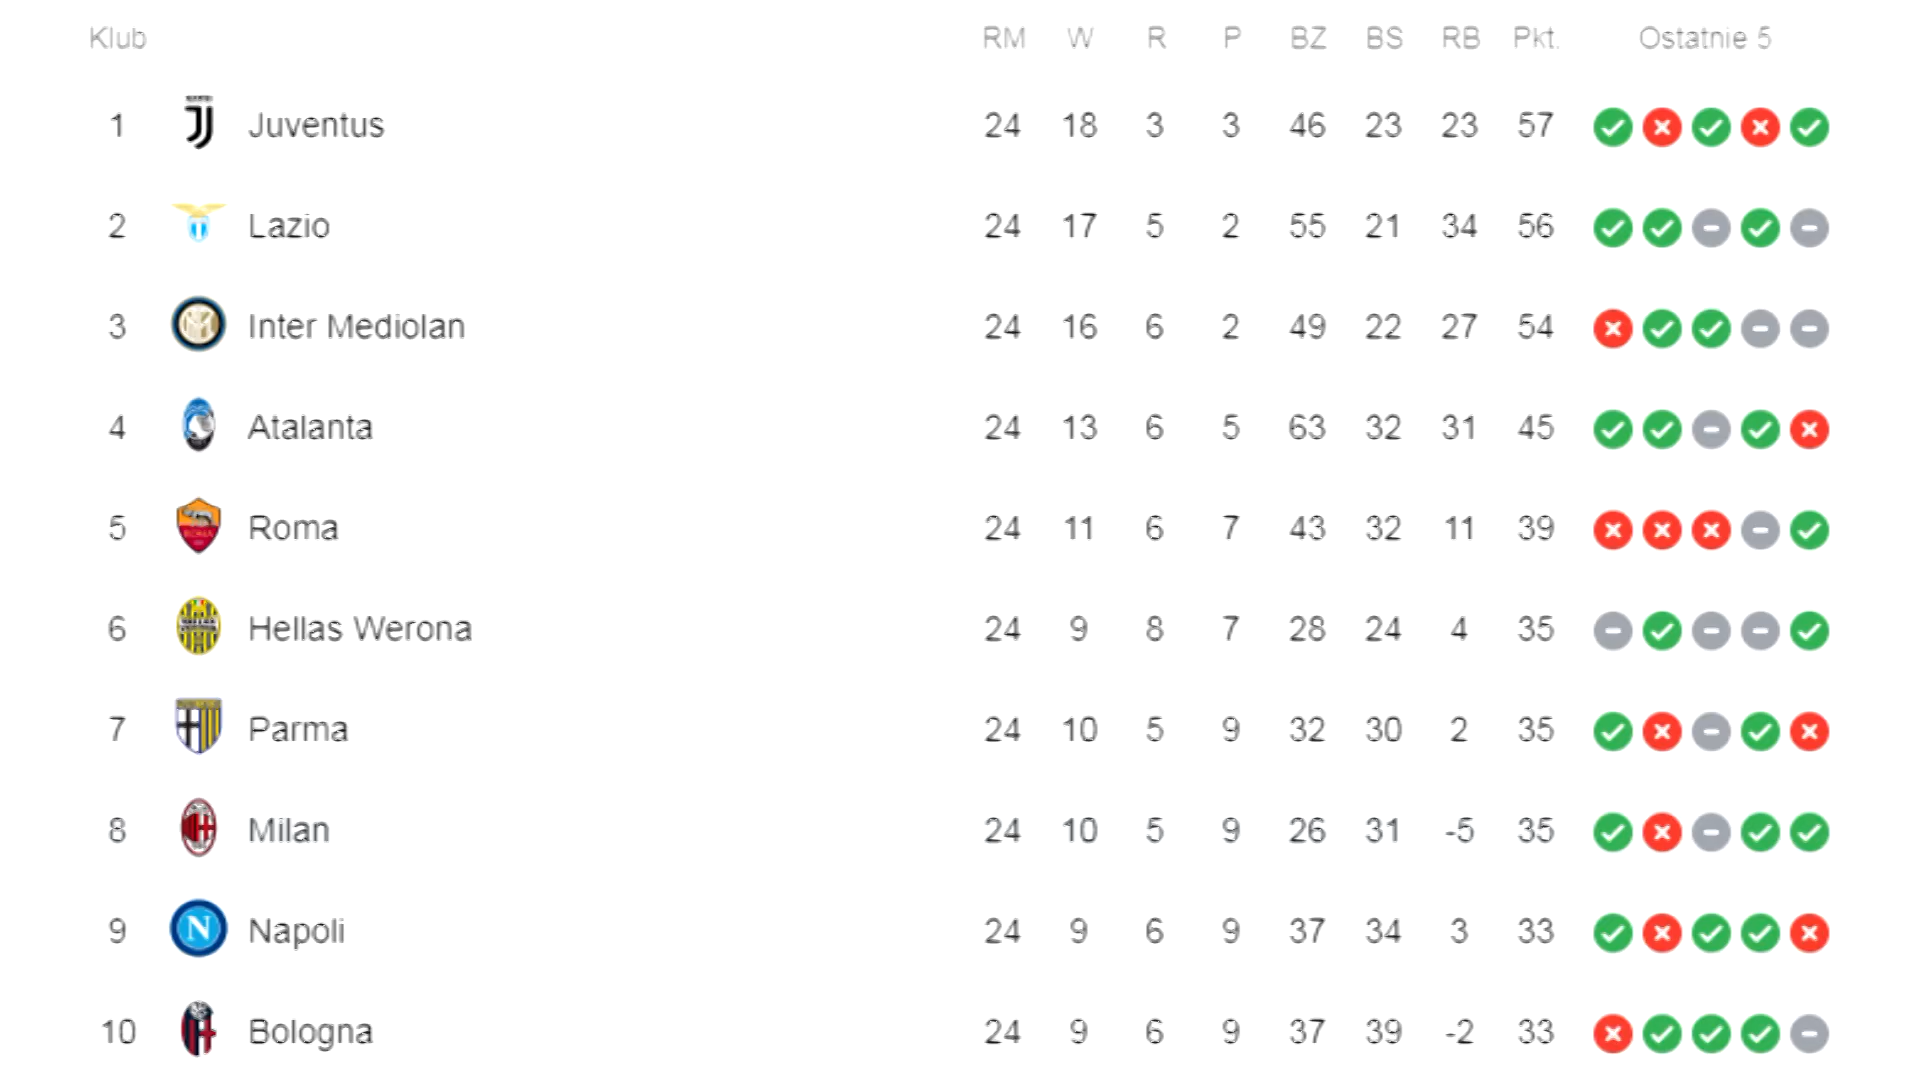 Klub RM W R P BZ BS RB Pkt. Ostatnie 5
1 Juventus 24 18 3 3 46 23 23 57
2 Lazio 24 17 5 2 55 21 34 56
3 Inter Mediolan 24 16 6 2 49 22 27 54
4 Atalanta 24 13 6 5 63 32 31 45
5 Roma 24 11 6 7 43 32 11 39
6 Hellas Werona 24 9 8 7 28 24 4 35
7 Parma 24 10 5 9 32 30 2 35
8 Milan 24 10 5 9 26 31 -5 35
9 N Napoli 24 9 6 9 37 34 3 33
10 Bologna 24 9 6 9 37 39 -2 33